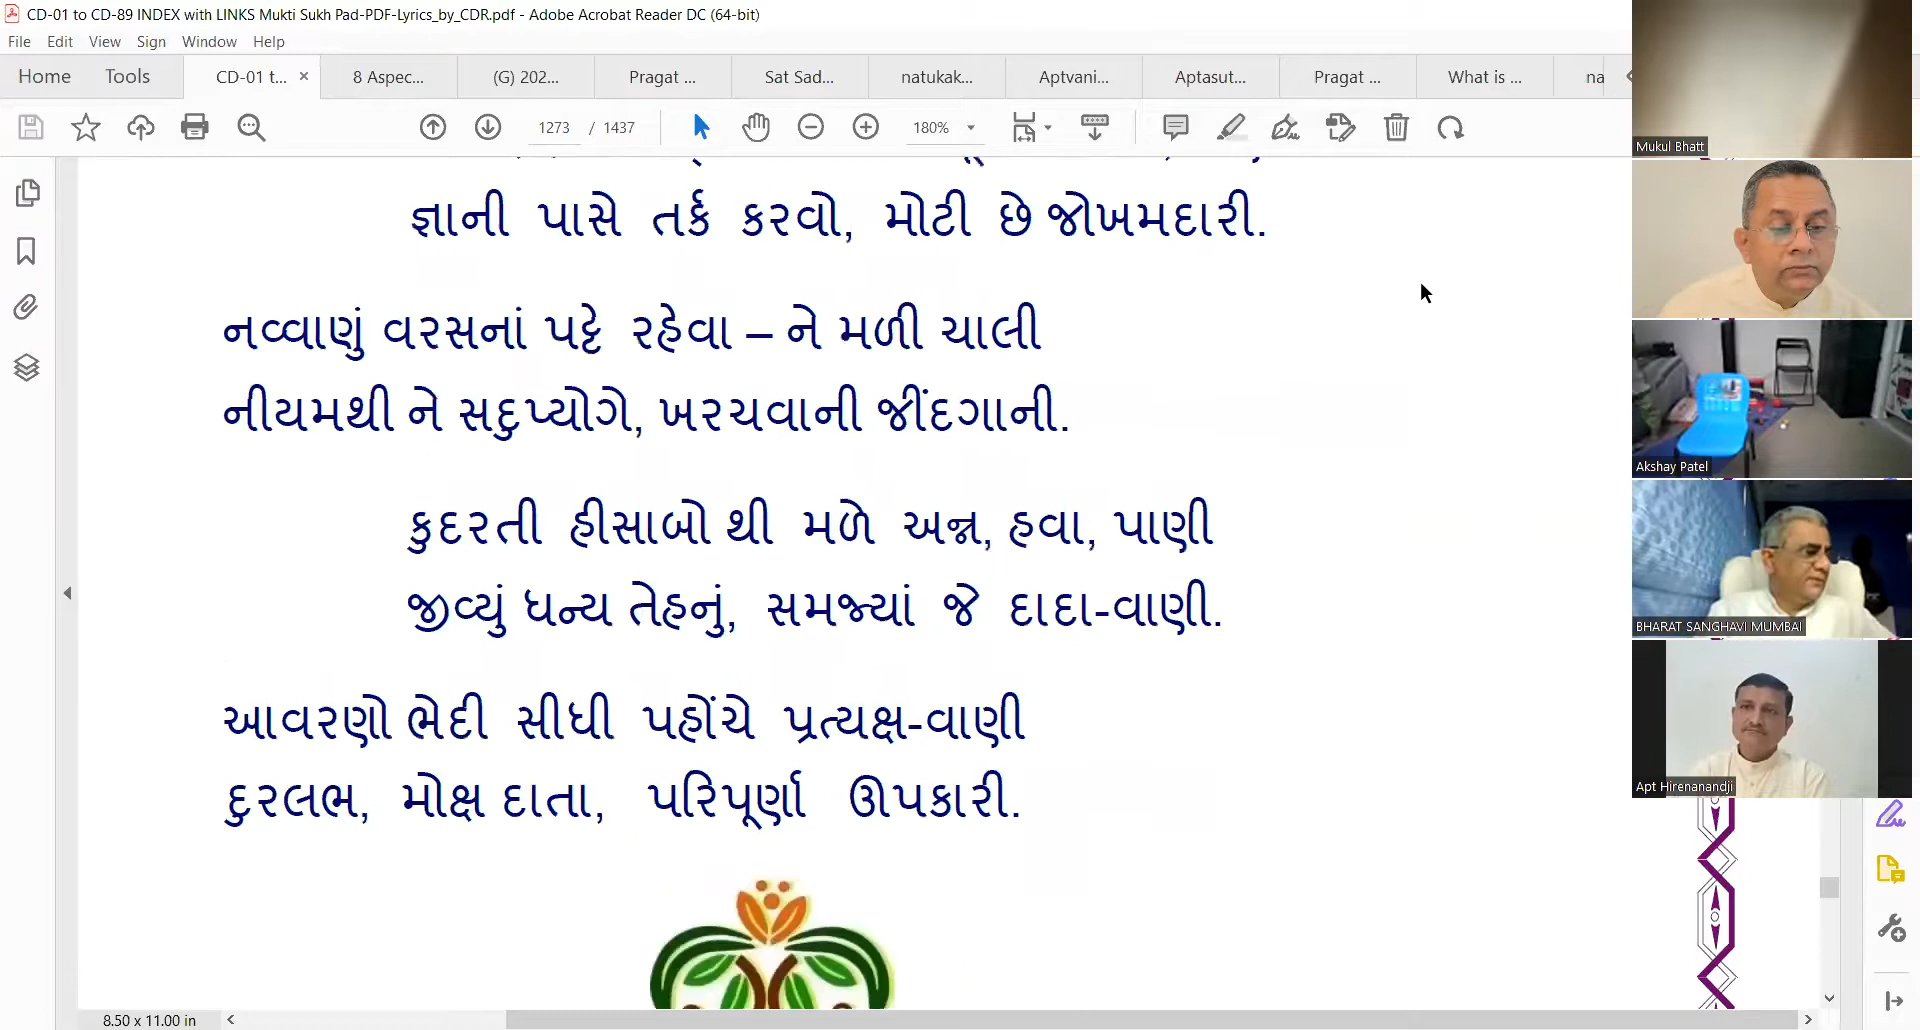 CD-01 to CD-89 INDEX with LINKS Mukti Sukh Pad-PDF-Lyrics_by_CDR.pdf - Adobe Acrobat Reader DC (64-bit)
File Edit View Sign Window Help
Home Tools CD-01 t... × 8 Aspec... (G) 202... Pragat ... Sat Sad... natukak... Aptvani... Aptasut... Pragat ... What is ... na
1273 / 1437 180%
જ્ઞાની પાસે તર્ક કરવો, મોટી છે જોખમદારી.
નવ્વાણું વરસનાં પટ્ટે રહેવા – ને મળી ચાલી
નીયમથી ને સદુપ્યોગે, ખરચવાની જીંદગાની.
કુદરતી હીસાબો થી મળે અન્ન, હવા, પાણી
જીવ્યું ધન્ય તેહનું, સમજ્યાં જે દાદા-વાણી.
આવરણો ભેદી સીધી પહોંચે પ્રત્યક્ષ-વાણી
દુરલભ, મોક્ષ દાતા, પરિપૂર્ણા ઊપકારી.
8.50 x 11.00 in
Mukul Bhatt
Akshay Patel
BHARAT SANGHAVI MUMBAI
Apt Hirenanandji